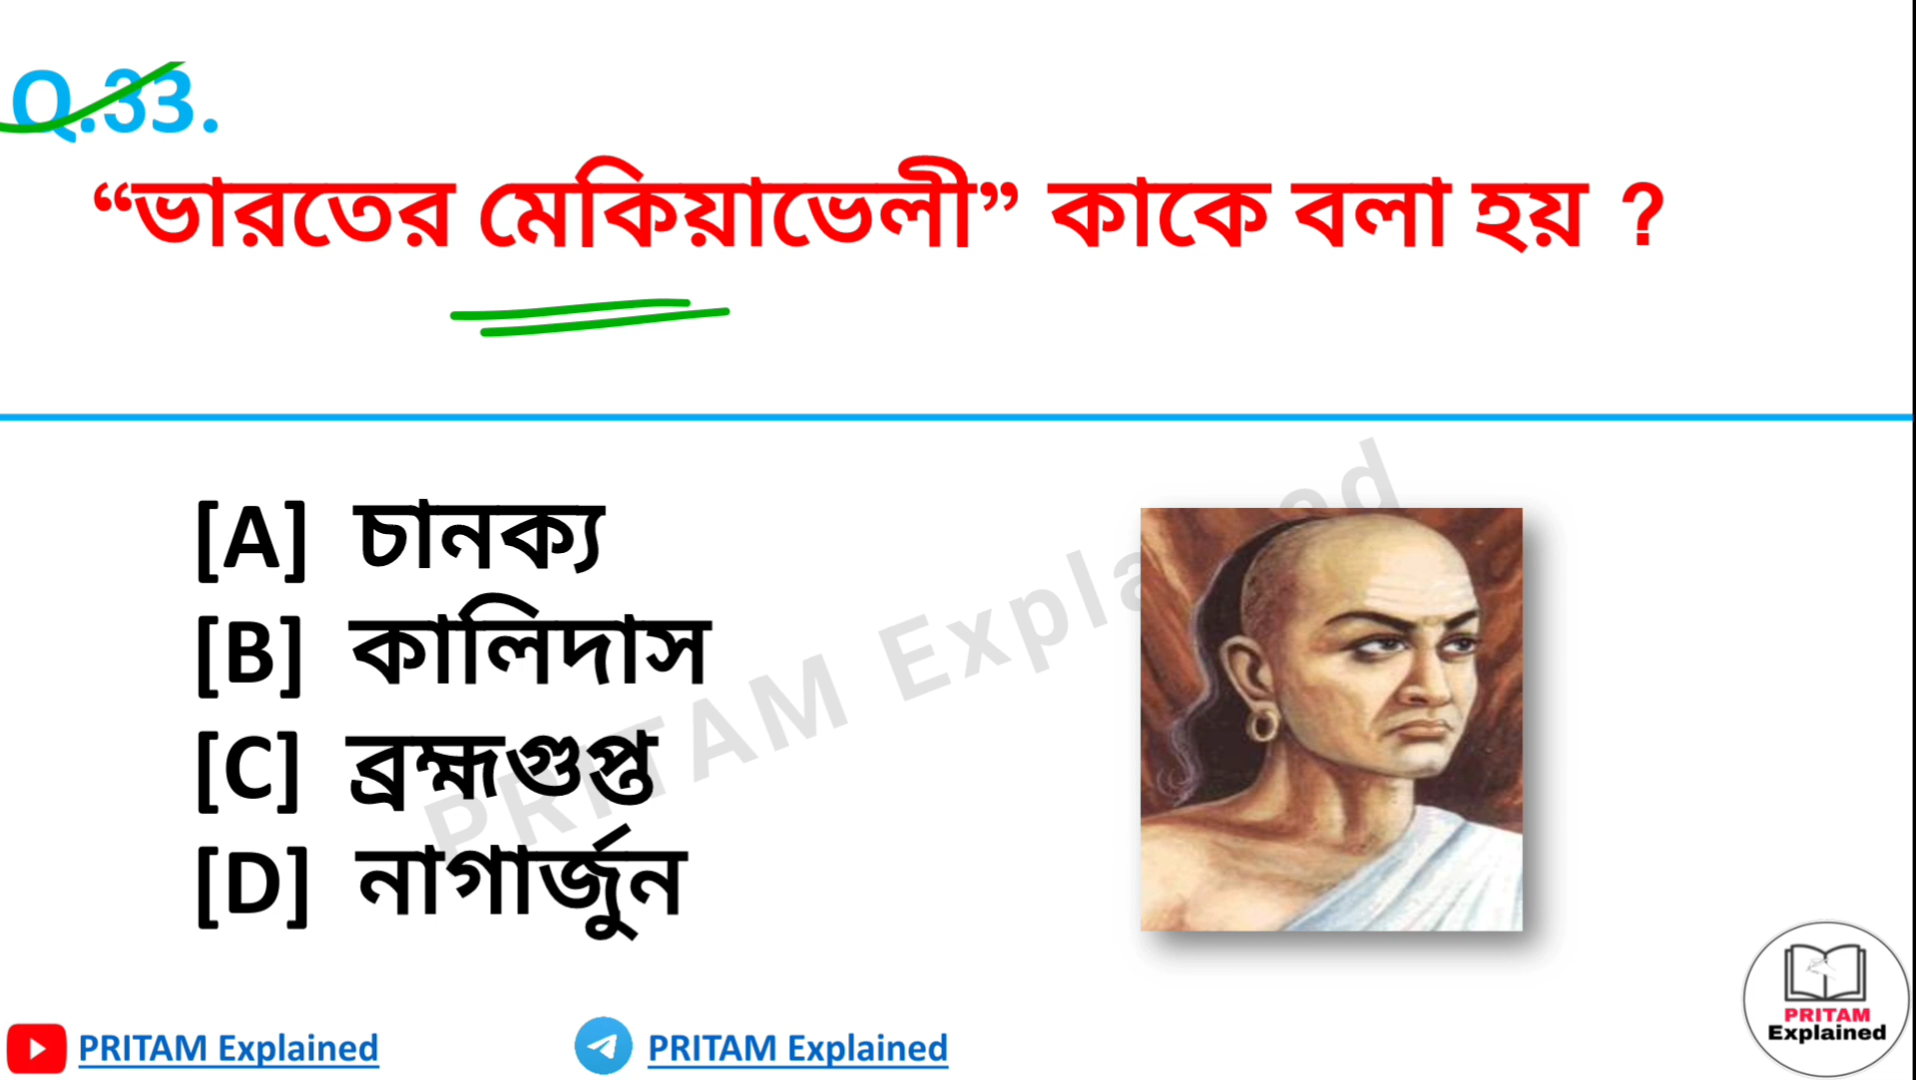 Q.33.
“ভারতের মেকিয়াভেলী” কাকে বলা হয় ?
[A] চানক্য
[B] কালিদাস
[C] ব্রহ্মগুপ্ত
[D] নাগার্জুন
PRITAM Explained
PRITAM Explained
PRITAM Explained
PRITAM
Explained